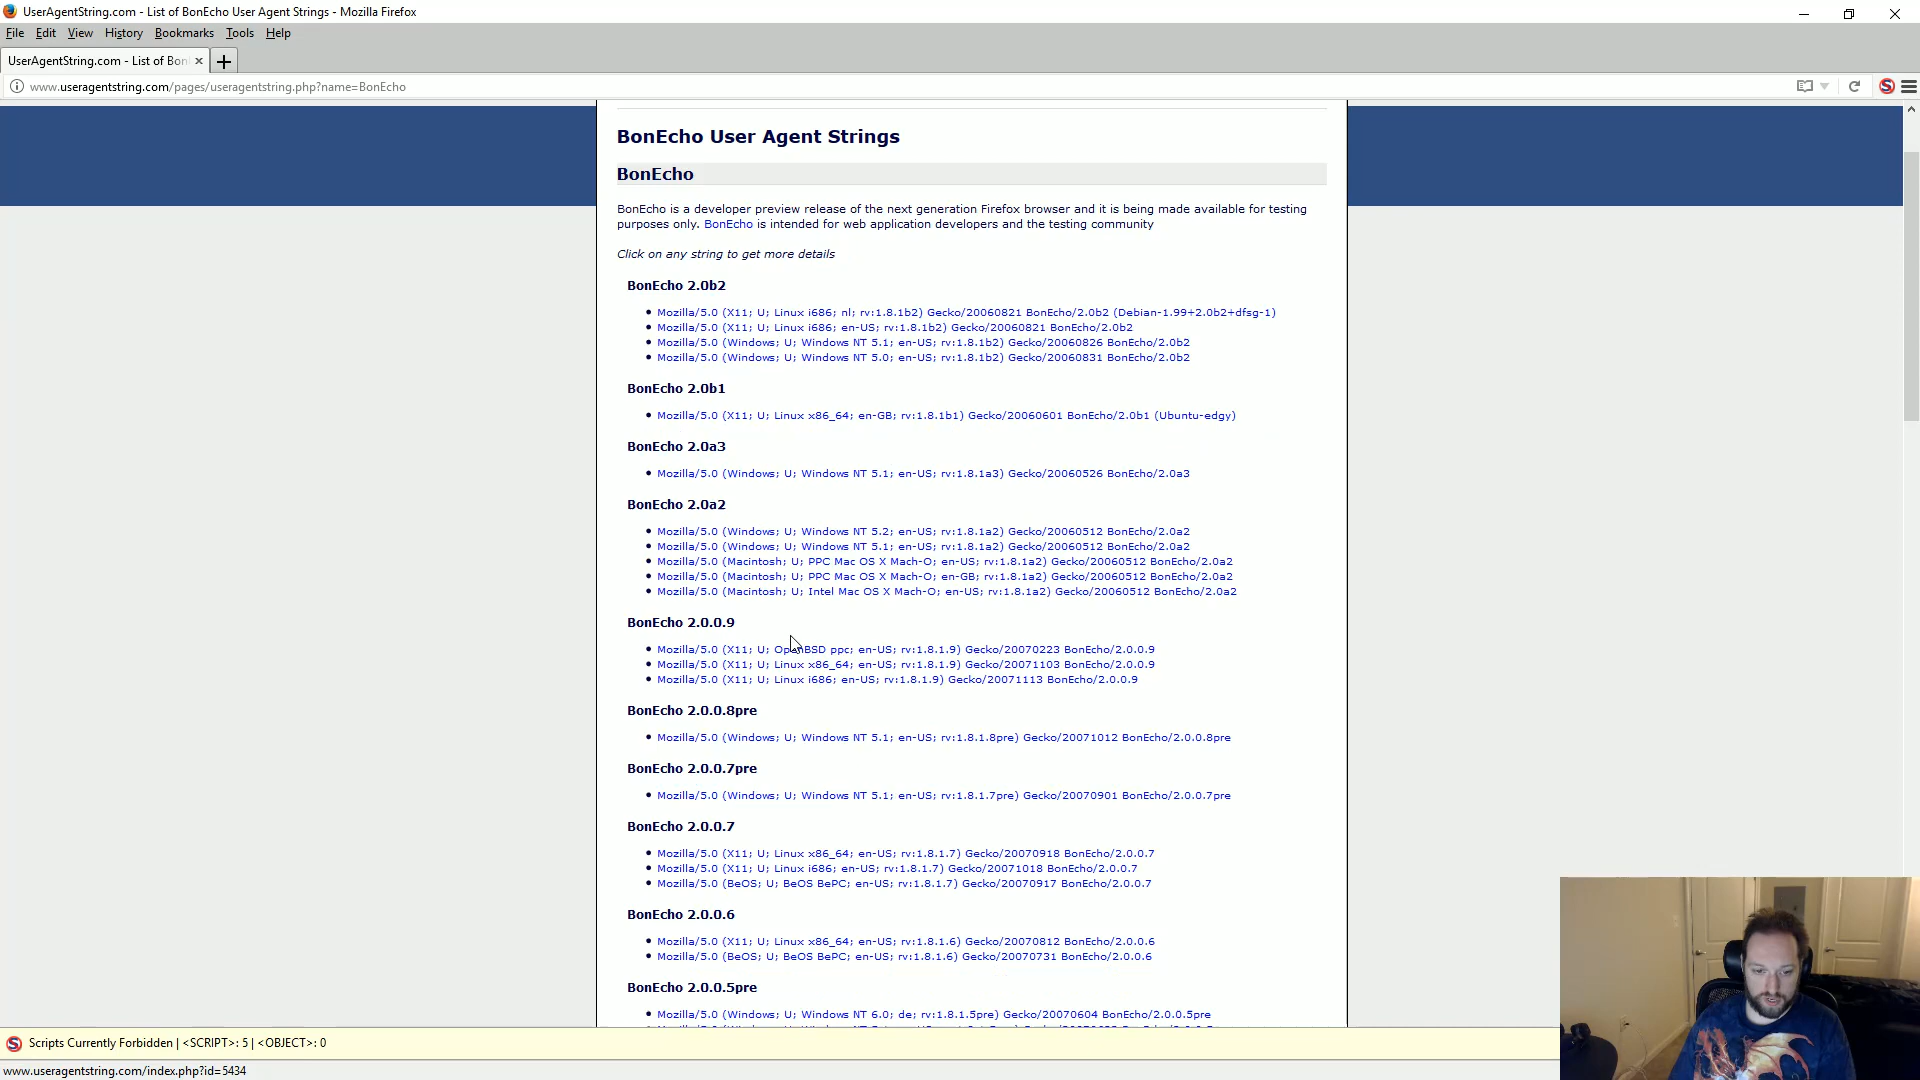 UserAgentString.com - List of BonEcho User Agent Strings - Mozilla Firefox
File Edit View History Bookmarks Tools Help
UserAgentString.com - List of Bon
www.useragentstring.com/pages/useragentstring.php?name=BonEcho
BonEcho User Agent Strings
BonEcho
BonEcho is a developer preview release of the next generation Firefox browser and it is being made available for testing
purposes only. BonEcho is intended for web application developers and the testing community
Click on any string to get more details
BonEcho 2.0b2
Mozilla/5.0 (X11; U; Linux i686; nl; rv:1.8.1b2) Gecko/20060821 BonEcho/2.0b2 (Debian-1.99+2.0b2+dfsg-1)
Mozilla/5.0 (X11; U; Linux i686; en-US; rv:1.8.1b2) Gecko/20060821 BonEcho/2.0b2
Mozilla/5.0 (Windows; U; Windows NT 5.1; en-US; rv:1.8.1b2) Gecko/20060826 BonEcho/2.0b2
Mozilla/5.0 (Windows; U; Windows NT 5.0; en-US; rv:1.8.1b2) Gecko/20060831 BonEcho/2.0b2
BonEcho 2.0b1
Mozilla/5.0 (X11; U; Linux x86_64; en-GB; rv:1.8.1b1) Gecko/20060601 BonEcho/2.0b1 (Ubuntu-edgy)
BonEcho 2.0a3
Mozilla/5.0 (Windows; U; Windows NT 5.1; en-US; rv:1.8.1a3) Gecko/20060526 BonEcho/2.0a3
BonEcho 2.0a2
Mozilla/5.0 (Windows; U; Windows NT 5.2; en-US; rv:1.8.1a2) Gecko/20060512 BonEcho/2.0a2
Mozilla/5.0 (Windows; U; Windows NT 5.1; en-US; rv:1.8.1a2) Gecko/20060512 BonEcho/2.0a2
Mozilla/5.0 (Macintosh; U; PPC Mac OS X Mach-O; en-US; rv:1.8.1a2) Gecko/20060512 BonEcho/2.0a2
Mozilla/5.0 (Macintosh; U; PPC Mac OS X Mach-O; en-GB; rv:1.8.1a2) Gecko/20060512 BonEcho/2.0a2
Mozilla/5.0 (Macintosh; U; Intel Mac OS X Mach-O; en-US; rv:1.8.1a2) Gecko/20060512 BonEcho/2.0a2
BonEcho 2.0.0.9
Mozilla/5.0 (X11; U; OpenBSD ppc; en-US; rv:1.8.1.9) Gecko/20070223 BonEcho/2.0.0.9
Mozilla/5.0 (X11; U; Linux x86_64; en-US; rv:1.8.1.9) Gecko/20071103 BonEcho/2.0.0.9
Mozilla/5.0 (X11; U; Linux i686; en-US; rv:1.8.1.9) Gecko/20071113 BonEcho/2.0.0.9
BonEcho 2.0.0.8pre
Mozilla/5.0 (Windows; U; Windows NT 5.1; en-US; rv:1.8.1.8pre) Gecko/20071012 BonEcho/2.0.0.8pre
BonEcho 2.0.0.7pre
Mozilla/5.0 (Windows; U; Windows NT 5.1; en-US; rv:1.8.1.7pre) Gecko/20070901 BonEcho/2.0.0.7pre
BonEcho 2.0.0.7
Mozilla/5.0 (X11; U; Linux x86_64; en-US; rv:1.8.1.7) Gecko/20070918 BonEcho/2.0.0.7
Mozilla/5.0 (X11; U; Linux i686; en-US; rv:1.8.1.7) Gecko/20071018 BonEcho/2.0.0.7
Mozilla/5.0 (BeOS; U; BeOS BePC; en-US; rv:1.8.1.7) Gecko/20070917 BonEcho/2.0.0.7
BonEcho 2.0.0.6
Mozilla/5.0 (X11; U; Linux x86_64; en-US; rv:1.8.1.6) Gecko/20070812 BonEcho/2.0.0.6
Mozilla/5.0 (BeOS; U; BeOS BePC; en-US; rv:1.8.1.6) Gecko/20070731 BonEcho/2.0.0.6
BonEcho 2.0.0.5pre
Mozilla/5.0 (Windows; U; Windows NT 6.0; de; rv:1.8.1.5pre) Gecko/20070604 BonEcho/2.0.0.5pre
Scripts Currently Forbidden | <SCRIPT>: 5 | <OBJECT>: 0
www.useragentstring.com/index.php?id=5434